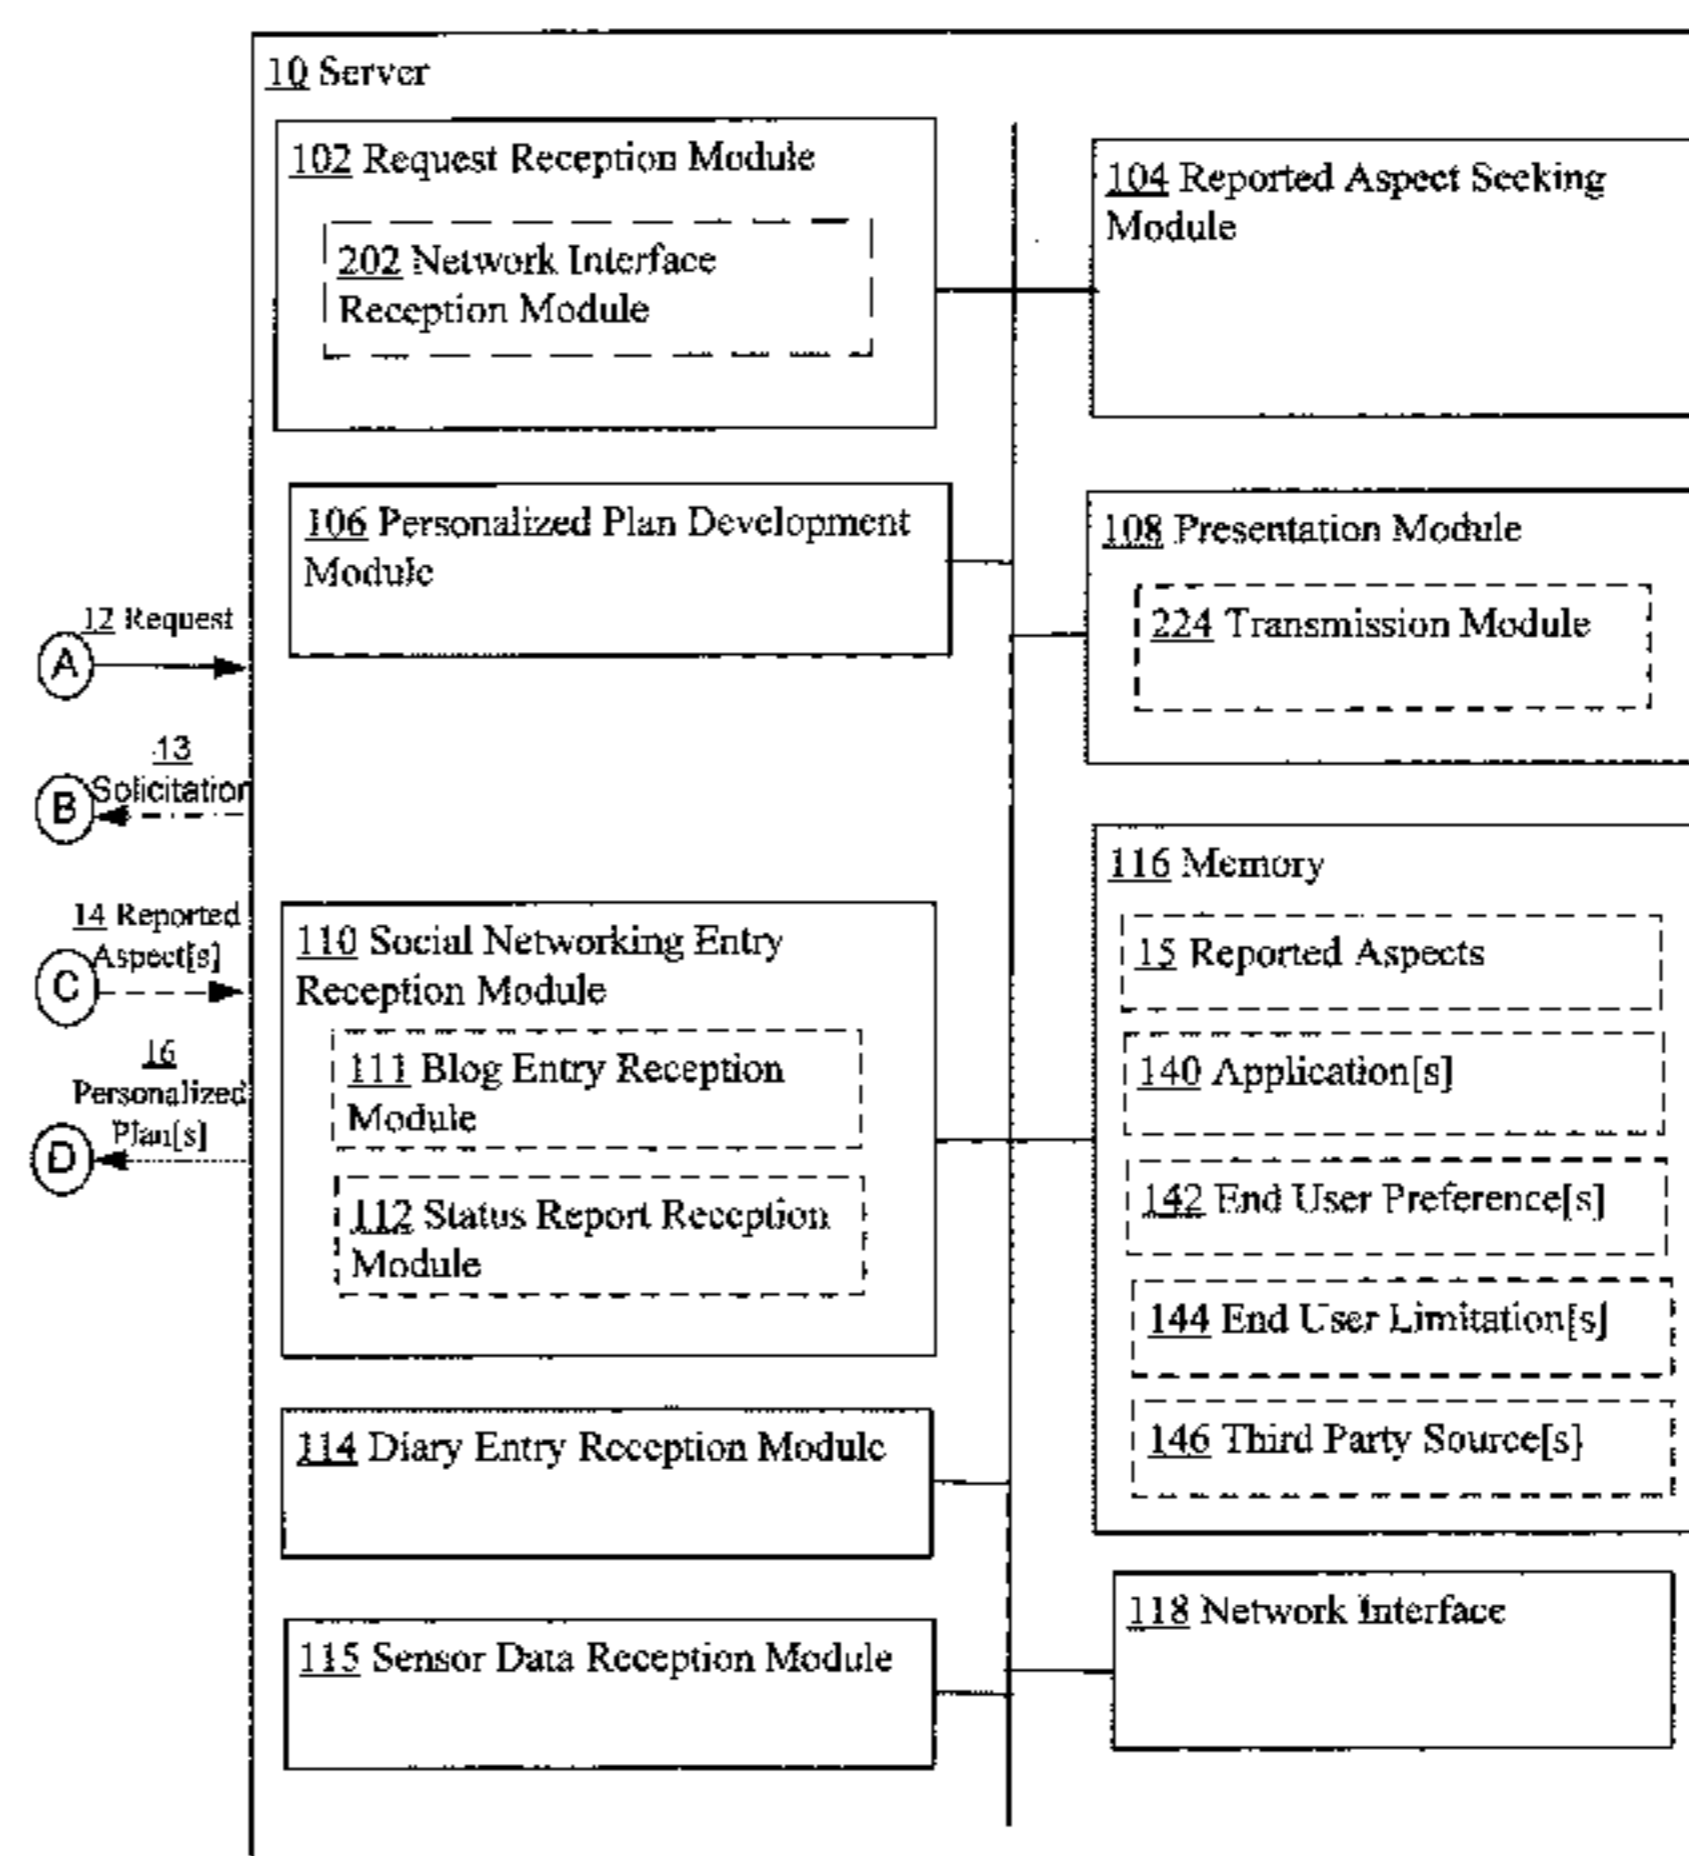 10 Server
102 Request Reception Module
202 Network Interface
Reception Module
104 Reported Aspect Seeking
Module
106 Personalized Plan Development
Module
108 Presentation Module
224 Transmission Module
12 Request
A
13
Solicitation
B
14 Reported
Aspect[s]
C
16
Personalized
Plan[s]
D
110 Social Networking Entry
Reception Module
111 Blog Entry Reception
Module
112 Status Report Reception
Module
114 Diary Entry Reception Module
115 Sensor Data Reception Module
116 Memory
15 Reported Aspects
140 Application[s]
142 End User Preference[s]
144 End User Limitation[s]
146 Third Party Source[s]
118 Network Interface